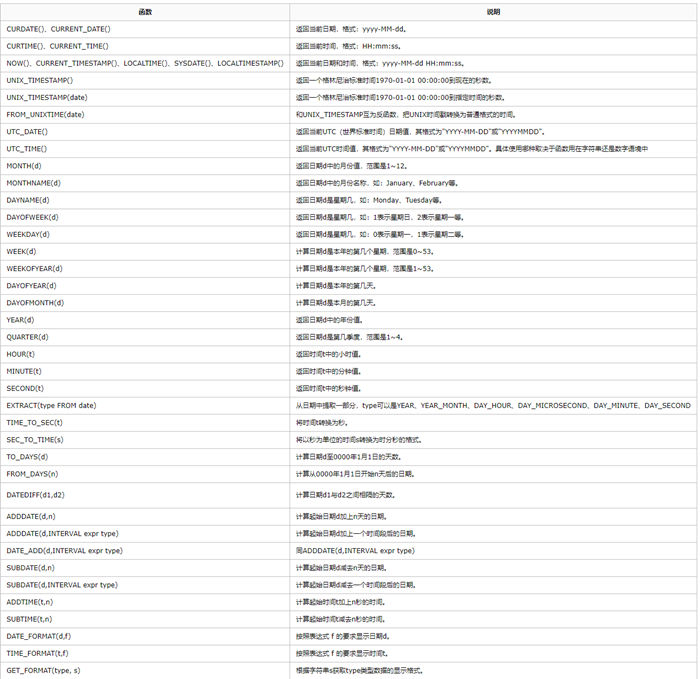 函数 说明
CURDATE()、CURRENT_DATE() 返回当前日期，格式：yyyy-MM-dd。
CURTIME()、CURRENT_TIME() 返回当前时间，格式：HH:mm:ss。
NOW()、CURRENT_TIMESTAMP()、LOCALTIME()、SYSDATE()、LOCALTIMESTAMP() 返回当前日期和时间，格式：yyyy-MM-dd HH:mm:ss。
UNIX_TIMESTAMP() 返回一个格林尼治标准时间1970-01-01 00:00:00到现在的秒数。
UNIX_TIMESTAMP(date) 返回一个格林尼治标准时间1970-01-01 00:00:00到指定时间的秒数。
FROM_UNIXTIME(date) 和UNIX_TIMESTAMP互为反函数，把UNIX时间戳转换为普通格式的时间。
UTC_DATE() 返回当前UTC（世界标准时间）日期值，其格式为"YYYY-MM-DD"或"YYYYMMDD"。
UTC_TIME() 返回当前UTC时间值，其格式为"YYYY-MM-DD"或"YYYYMMDD"。具体使用哪种取决于函数用在字符串还是数字语境中
MONTH(d) 返回日期d中的月份值，范围是1~12。
MONTHNAME(d) 返回日期d中的月份名称，如：January、February等。
DAYNAME(d) 返回日期d是星期几，如：Monday、Tuesday等。
DAYOFWEEK(d) 返回日期d是星期几，如：1表示星期日，2表示星期一等。
WEEKDAY(d) 返回日期d是星期几，如：0表示星期一，1表示星期二等。
WEEK(d) 计算日期d是本年的第几个星期，范围是0~53。
WEEKOFYEAR(d) 计算日期d是本年的第几个星期，范围是1~53。
DAYOFYEAR(d) 计算日期d是本年的第几天。
DAYOFMONTH(d) 计算日期d是本月的第几天。
YEAR(d) 返回日期d中的年份值。
QUARTER(d) 返回日期d是第几季度，范围是1~4。
HOUR(t) 返回时间t中的小时值。
MINUTE(t) 返回时间t中的分钟值。
SECOND(t) 返回时间t中的秒钟值。
EXTRACT(type FROM date) 从日期中提取一部分，type可以是YEAR、YEAR_MONTH、DAY_HOUR、DAY_MICROSECOND、DAY_MINUTE、DAY_SECOND
TIME_TO_SEC(t) 将时间t转换为秒。
SEC_TO_TIME(s) 将以秒为单位的时间s转换为时分秒的格式。
TO_DAYS(d) 计算日期d至0000年1月1日的天数。
FROM_DAYS(n) 计算从0000年1月1日开始n天后的日期。
DATEDIFF(d1,d2) 计算日期d1与d2之间相隔的天数。
ADDDATE(d,n) 计算起始日期d加上n天的日期。
ADDDATE(d,INTERVAL expr type) 计算起始日期d加上一个时间段后的日期。
DATE_ADD(d,INTERVAL expr type) 同ADDDATE(d,INTERVAL expr type)
SUBDATE(d,n) 计算起始日期d减去n天的日期。
SUBDATE(d,INTERVAL expr type) 计算起始日期d减去一个时间段后的日期。
ADDTIME(t,n) 计算起始时间t加上n秒的时间。
SUBTIME(t,n) 计算起始时间t减去n秒的时间。
DATE_FORMAT(d,f) 按照表达式 f 的要求显示日期d。
TIME_FORMAT(t,f) 按照表达式 f 的要求显示时间t。
GET_FORMAT(type, s) 根据字符串s获取type类型数据的显示格式。